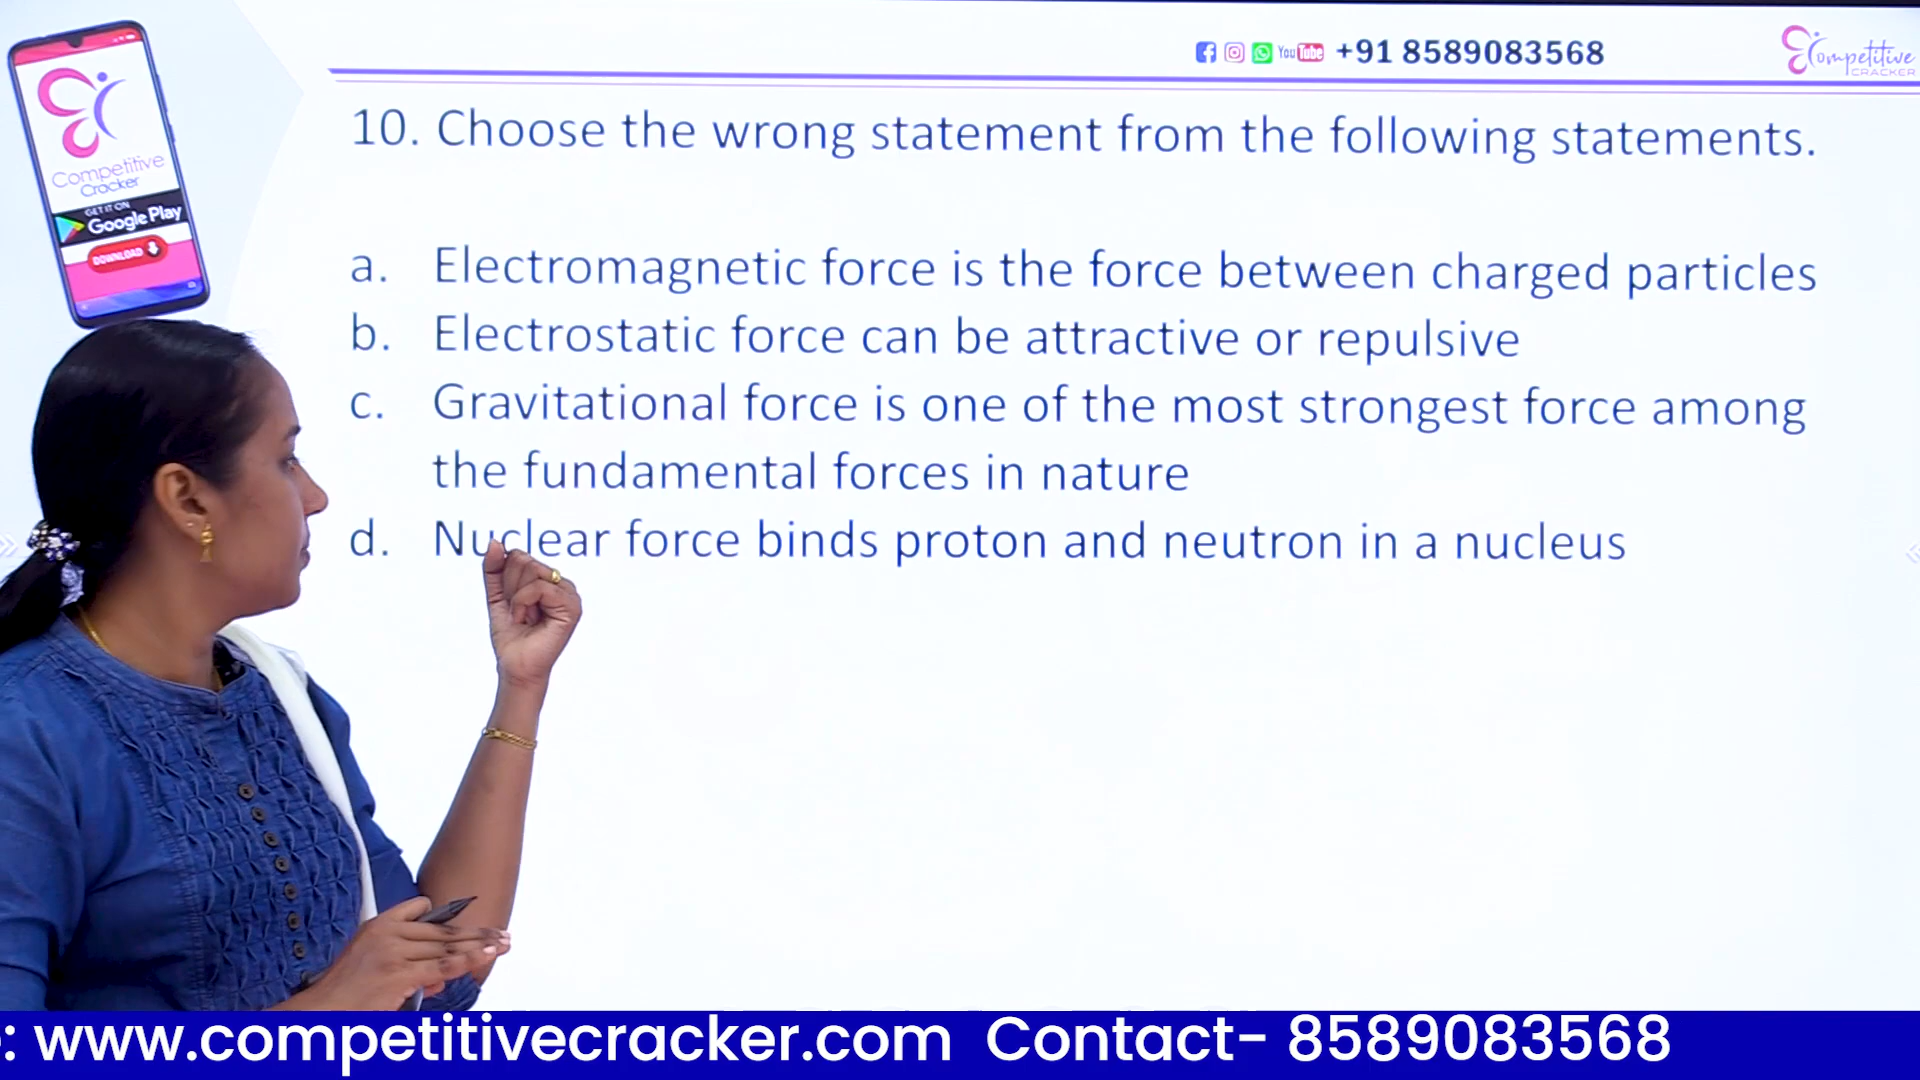 You Tube +91 8589083568
Competitive
CRACKER
Competitive
Cracker
GET IT ON
Google Play
DOWNLOAD
10. Choose the wrong statement from the following statements.
a. Electromagnetic force is the force between charged particles
b. Electrostatic force can be attractive or repulsive
c. Gravitational force is one of the most strongest force among
the fundamental forces in nature
d. Nuclear force binds proton and neutron in a nucleus
: www.competitivecracker.com Contact- 8589083568